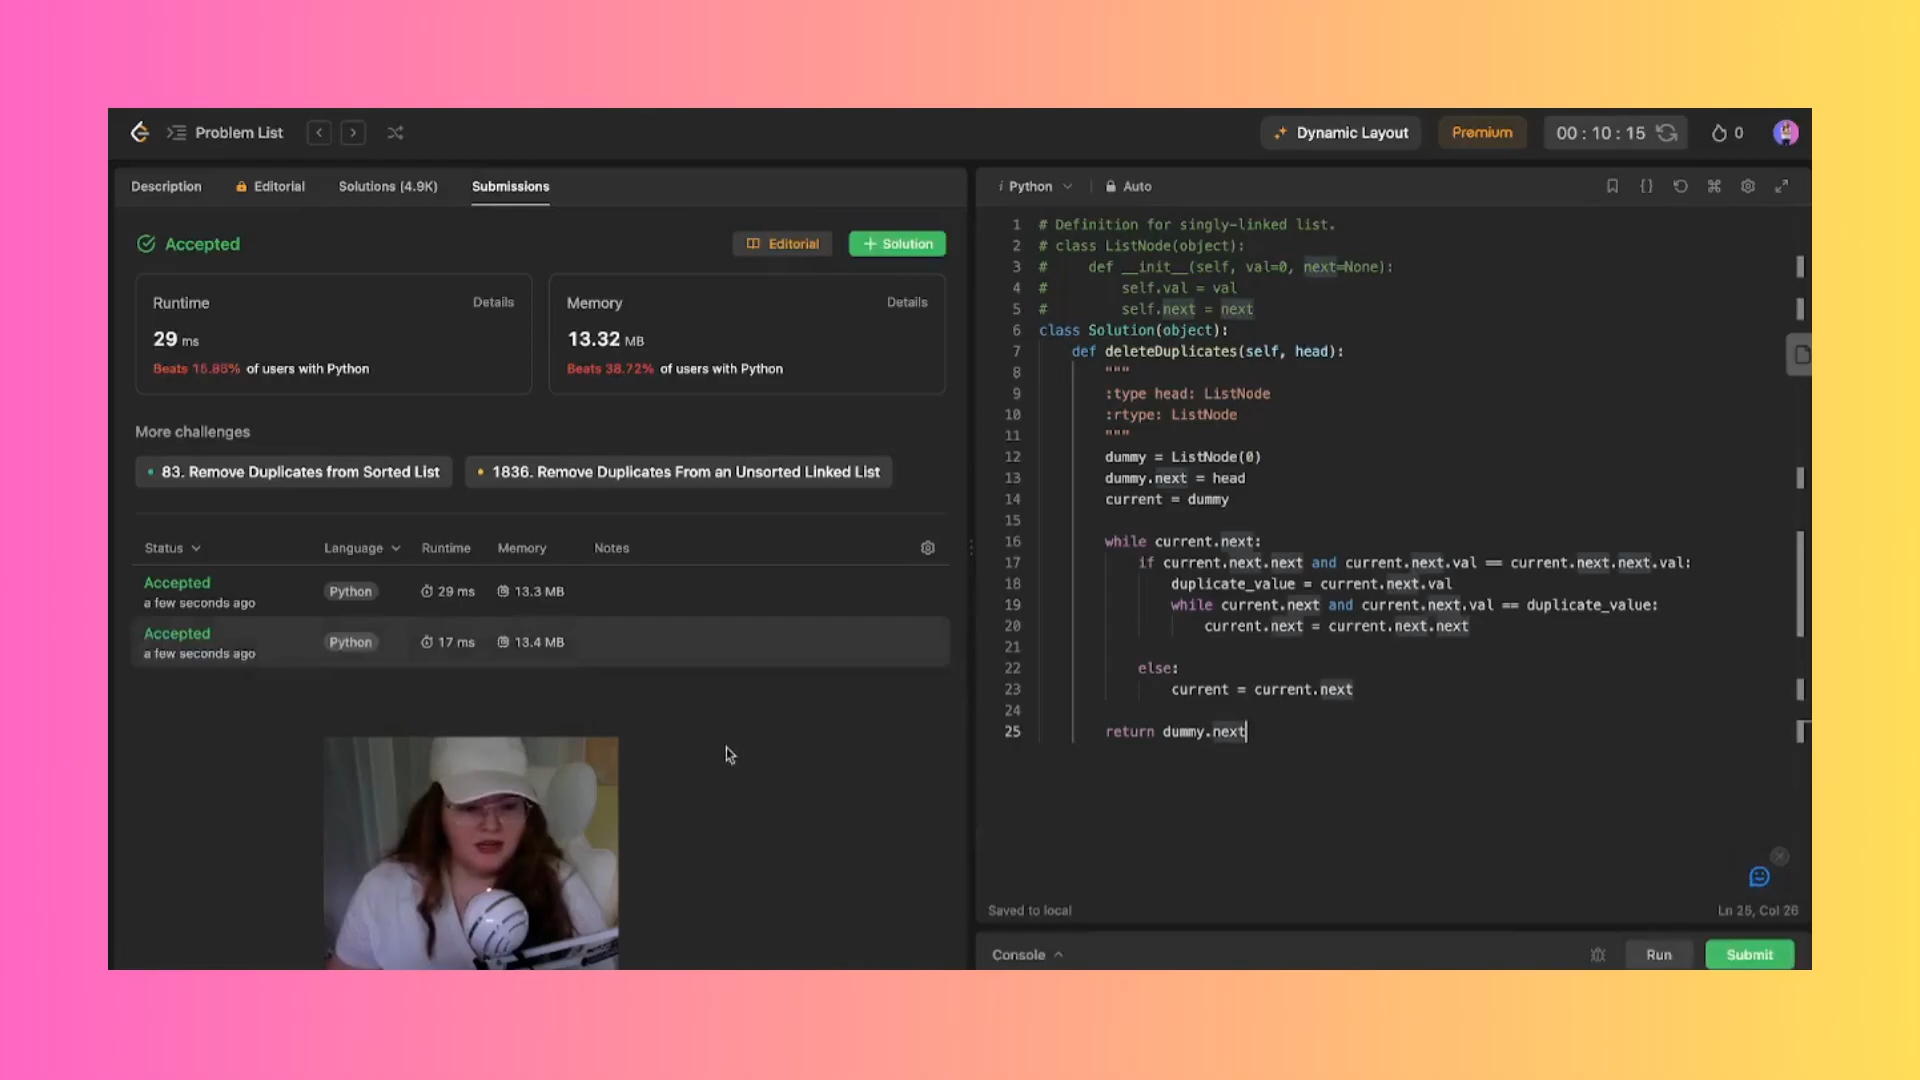 Problem List
Dynamic Layout
Premium
00 : 10 : 15
0
Description
Editorial
Solutions (4.9K)
Submissions
Accepted
Editorial
+ Solution
Runtime
Details
29 ms
Beats 15.85% of users with Python
Memory
Details
13.32 MB
Beats 38.72% of users with Python
More challenges
83. Remove Duplicates from Sorted List
1836. Remove Duplicates From an Unsorted Linked List
Status Language Runtime Memory Notes
Accepted
a few seconds ago
Python
29 ms
13.3 MB
Accepted
a few seconds ago
Python
17 ms
13.4 MB
i Python
Auto
1 # Definition for singly-linked list.
2 # class ListNode(object):
3 #     def __init__(self, val=0, next=None):
4 #         self.val = val
5 #         self.next = next
6 class Solution(object):
7     def deleteDuplicates(self, head):
8         """
9         :type head: ListNode
10         :rtype: ListNode
11         """
12         dummy = ListNode(0)
13         dummy.next = head
14         current = dummy
15
16         while current.next:
17             if current.next.next and current.next.val == current.next.next.val:
18                 duplicate_value = current.next.val
19                 while current.next and current.next.val == duplicate_value:
20                     current.next = current.next.next
21
22             else:
23                 current = current.next
24
25         return dummy.next
Saved to local
Ln 25, Col 26
Console
Run
Submit